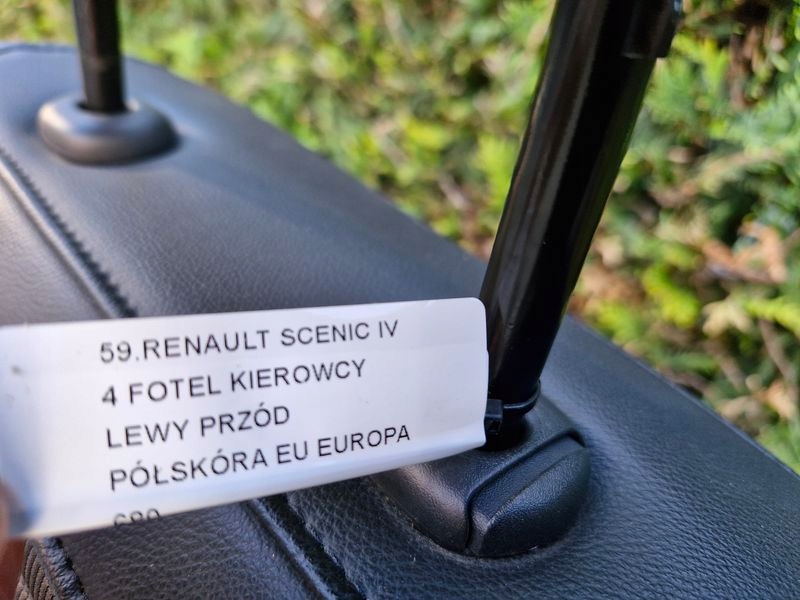 59.RENAULT SCENIC IV
4 FOTEL KIEROWCY
LEWY PRZÓD
PÓŁSKÓRA EU EUROPA